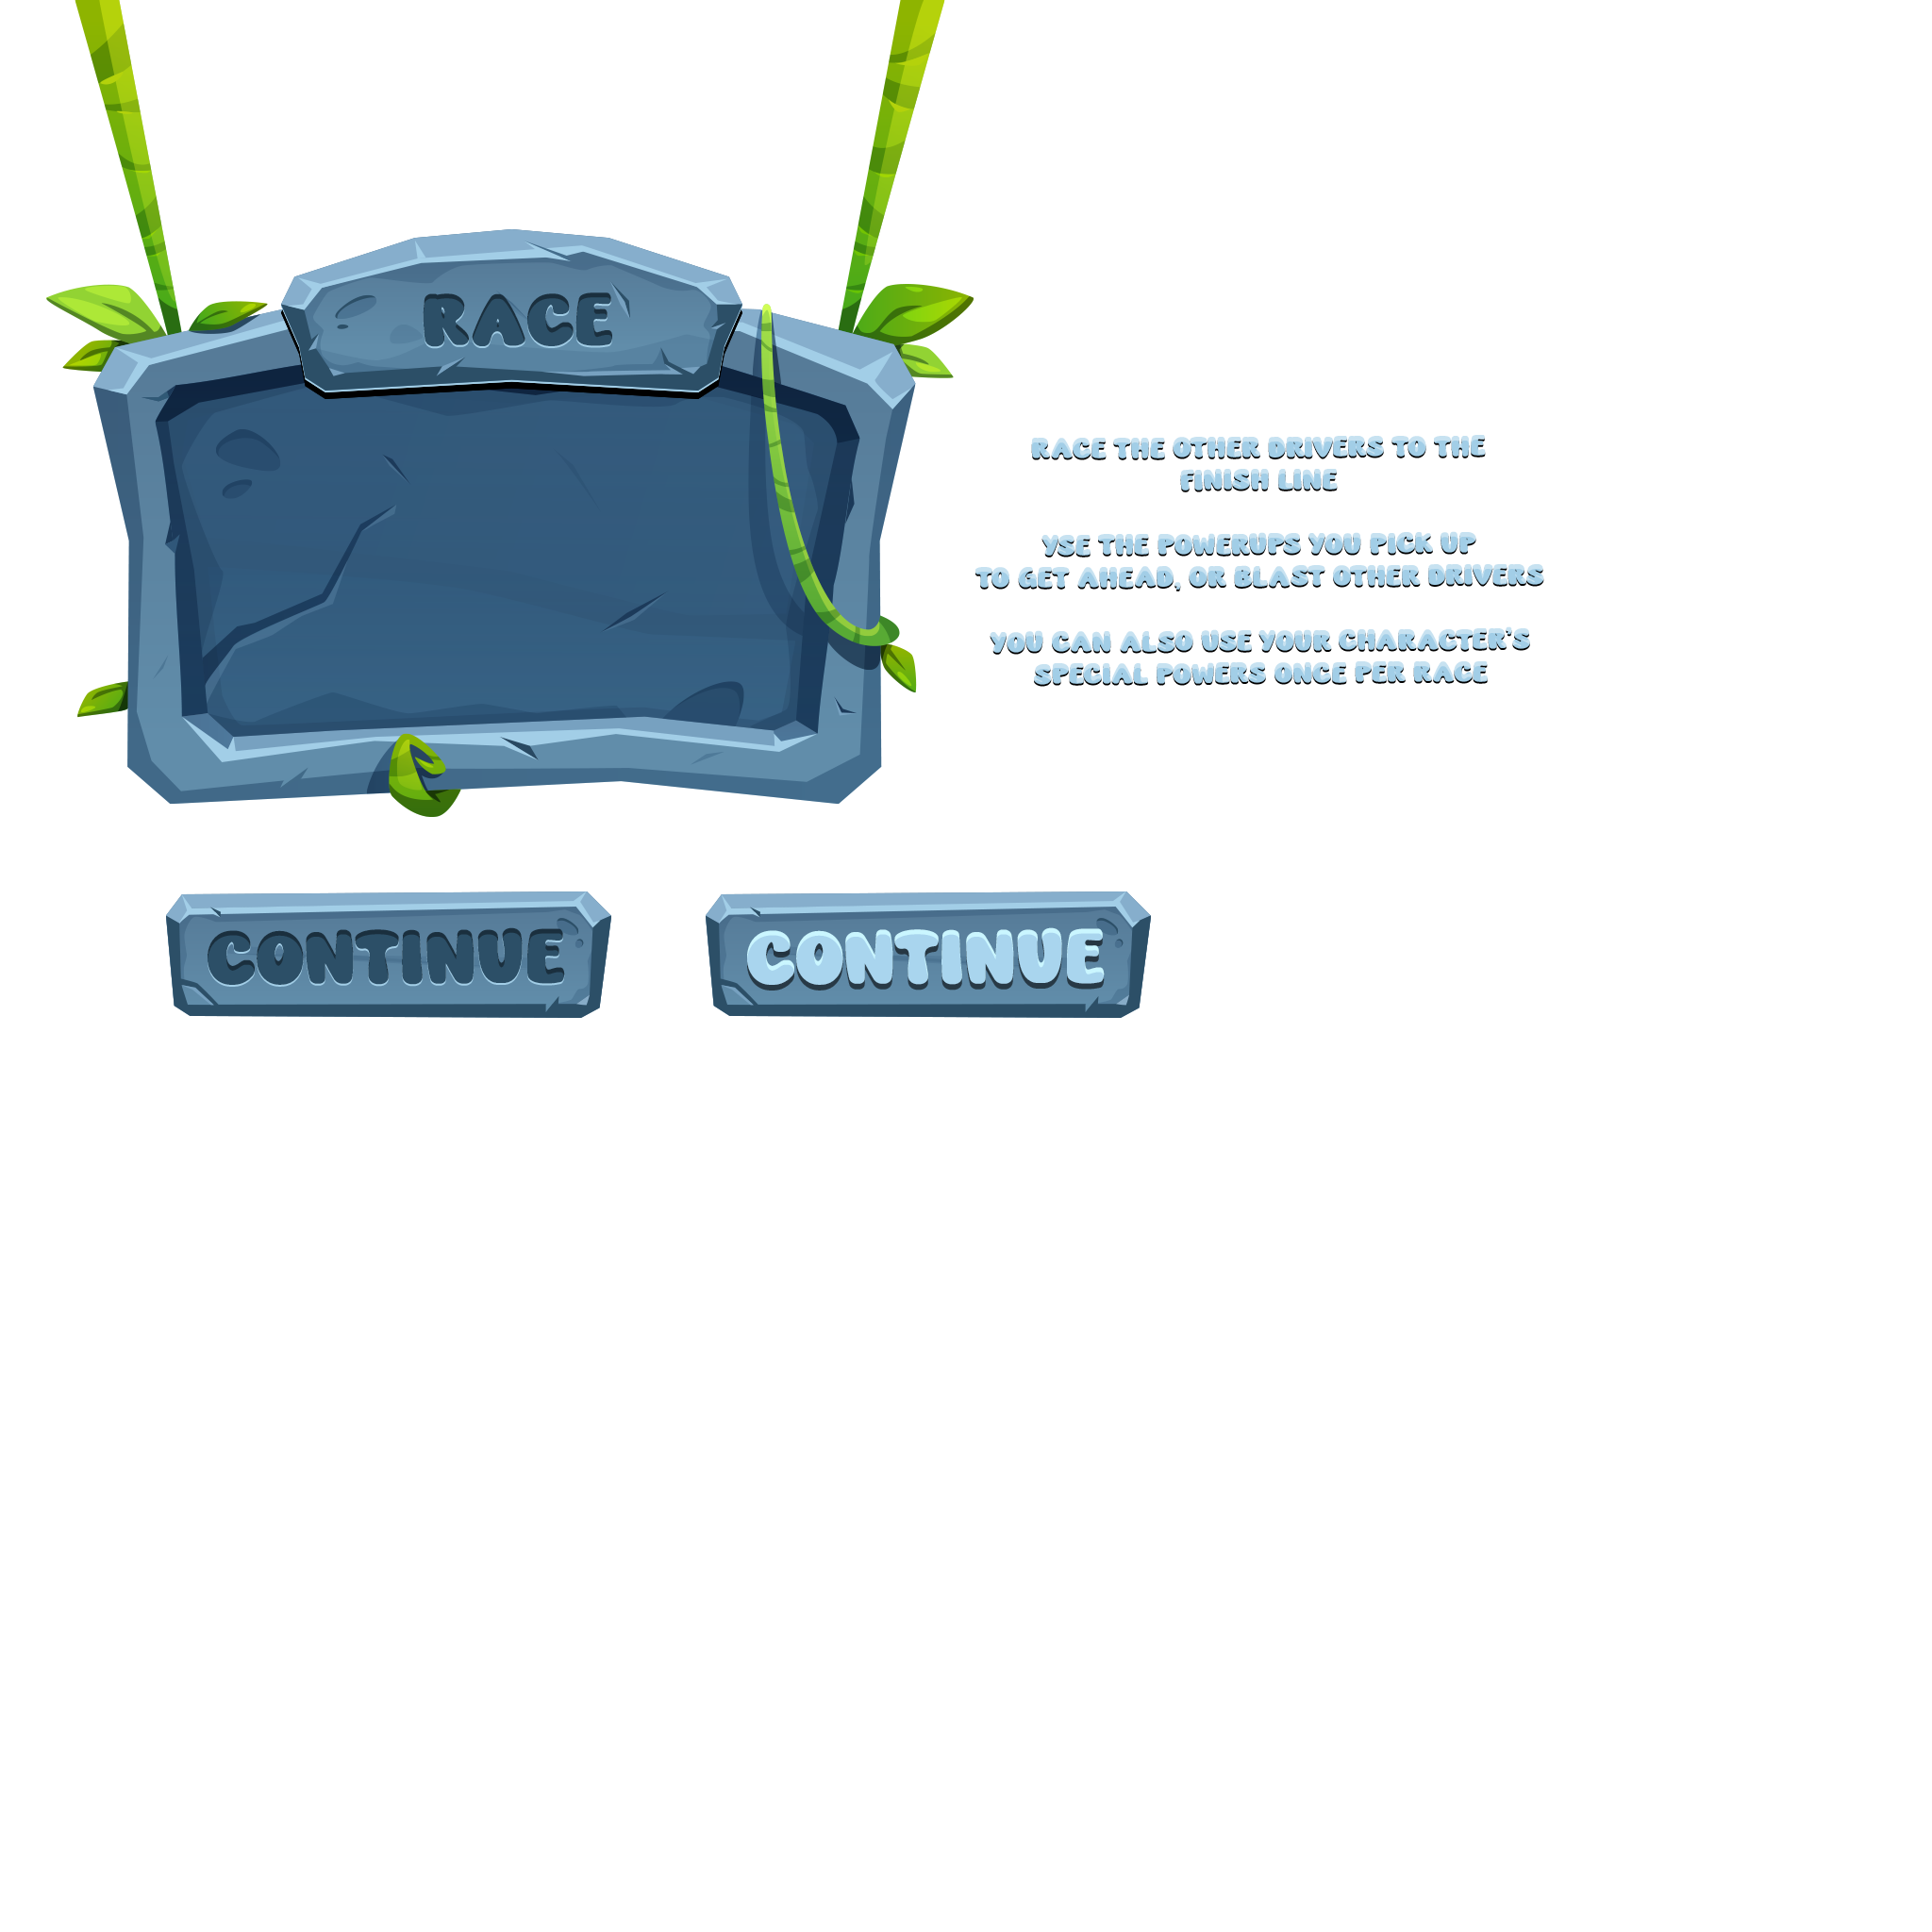 RACE
RACE THE OTHER DRIVERS TO THE
FINISH LINE
YSE THE POWERUPS YOU PICK UP
TO GET AHEAD, OR BLAST OTHER DRIVERS
YOU CAN ALSO USE YOUR CHARACTER'S
SPECIAL POWERS ONCE PER RACE
CONTINUE
CONTINUE